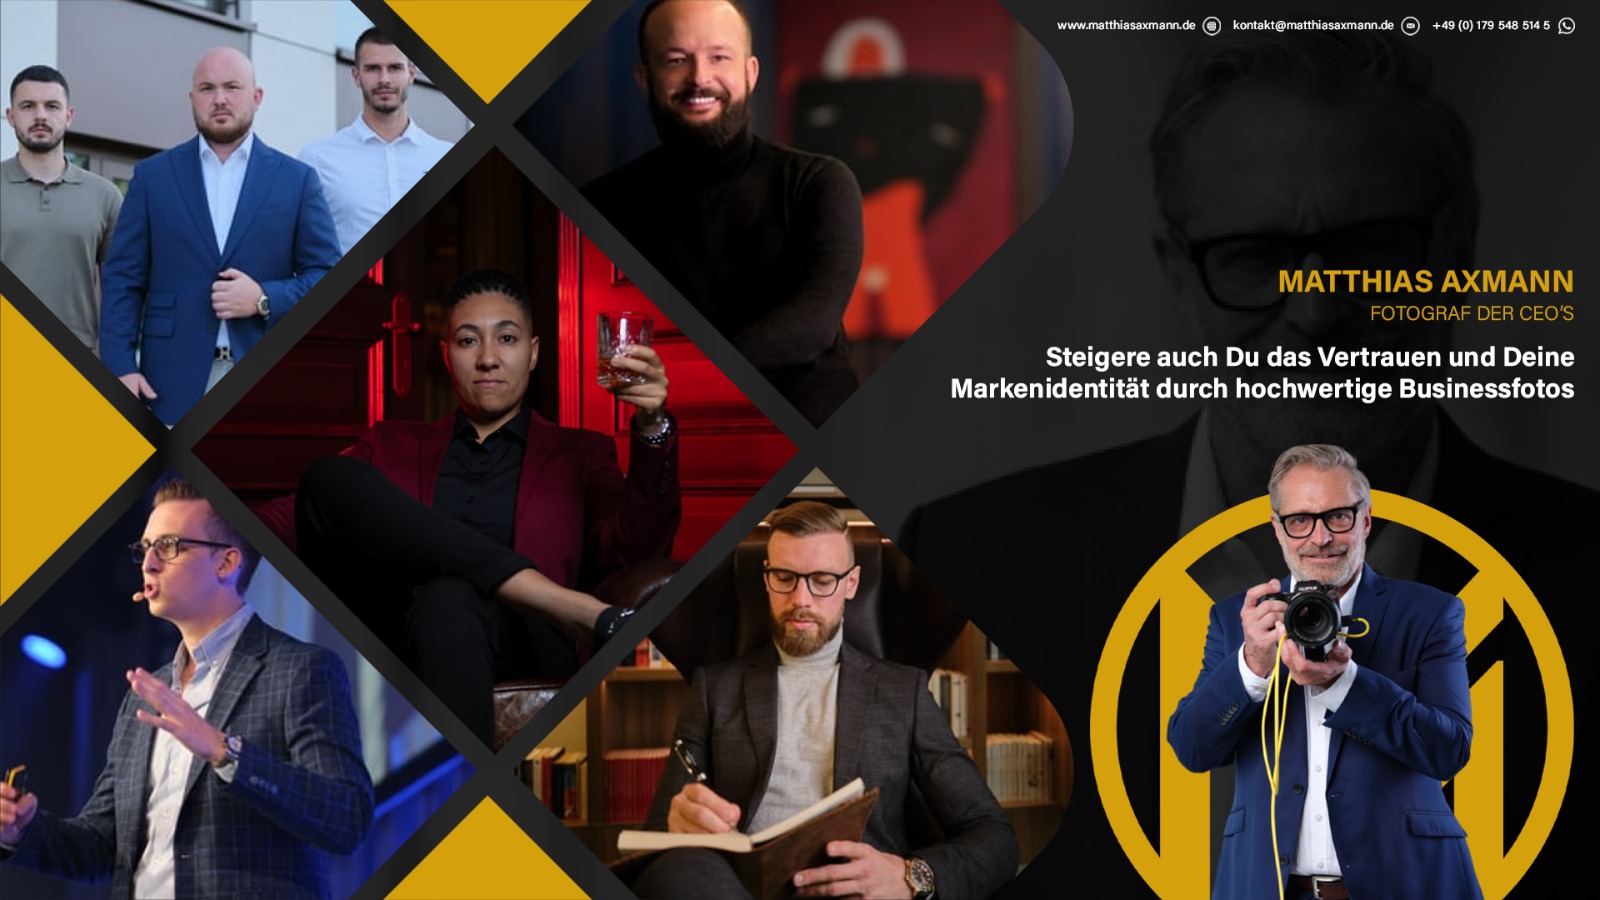 www.matthiasaxmann.de kontakt@matthiasaxmann.de +49 (0) 179 548 514 5
MATTHIAS AXMANN
FOTOGRAF DER CEO'S
Steigere auch Du das Vertrauen und Deine
Markenidentität durch hochwertige Businessfotos
FUJIFILM